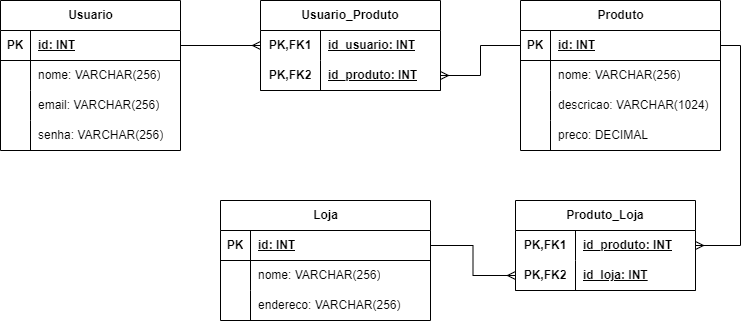 Usuario
PK id: INT
nome: VARCHAR(256)
email: VARCHAR(256)
senha: VARCHAR(256)
Usuario_Produto
PK,FK1 id_usuario: INT
PK,FK2 id_produto: INT
Produto
PK id: INT
nome: VARCHAR(256)
descricao: VARCHAR(1024)
preco: DECIMAL
Loja
PK id: INT
nome: VARCHAR(256)
endereco: VARCHAR(256)
Produto_Loja
PK,FK1 id_produto: INT
PK,FK2 id_loja: INT